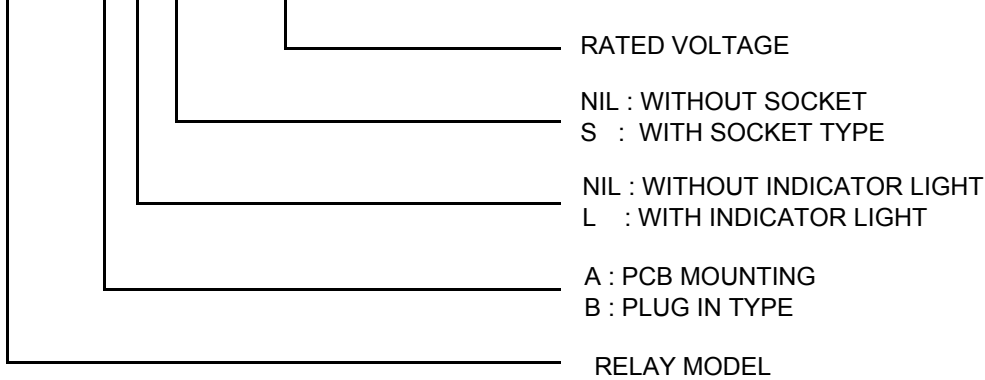 RATED VOLTAGE
NIL : WITHOUT SOCKET
S : WITH SOCKET TYPE
NIL : WITHOUT INDICATOR LIGHT
L : WITH INDICATOR LIGHT
A : PCB MOUNTING
B : PLUG IN TYPE
RELAY MODEL